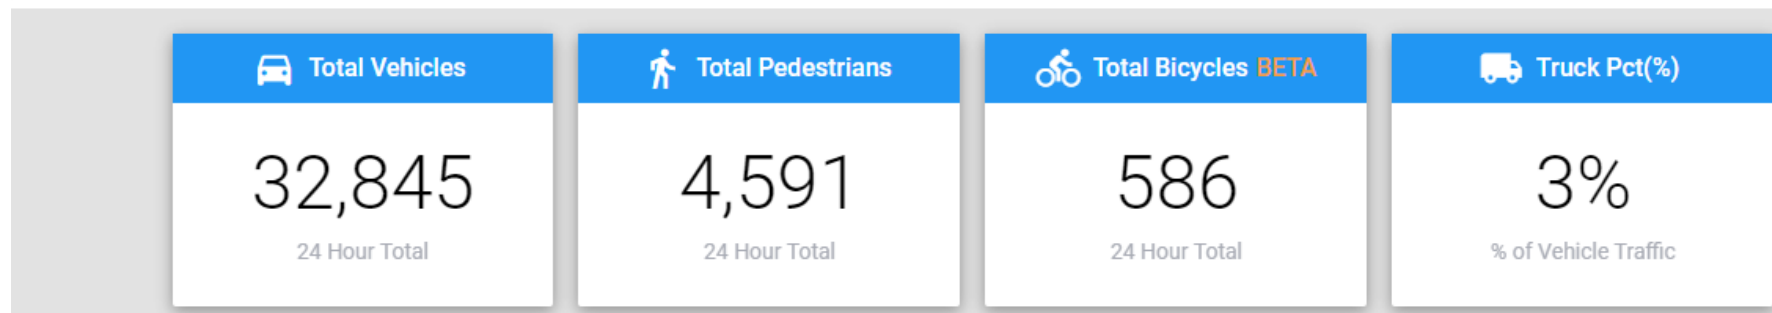 Total Vehicles
32,845
24 Hour Total
Total Pedestrians
4,591
24 Hour Total
Total Bicycles BETA
586
24 Hour Total
Truck Pct(%)
3%
% of Vehicle Traffic